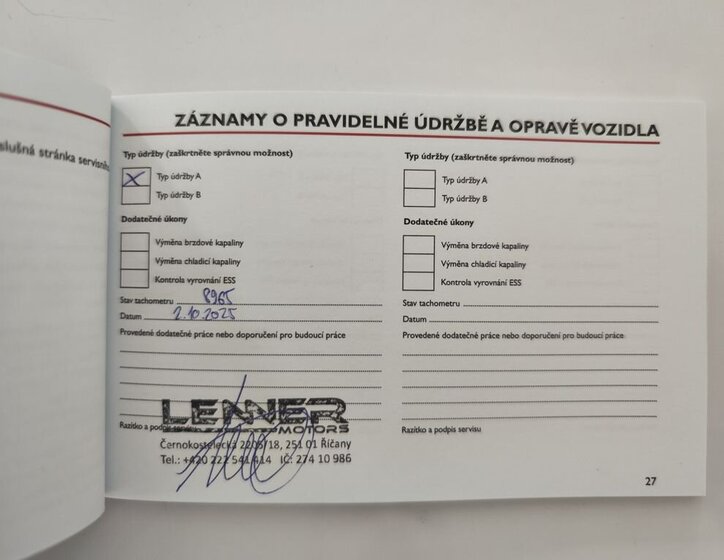 slušná stránka servisního
ZÁZNAMY O PRAVIDELNÉ ÚDRŽBĚ A OPRAVĚ VOZIDLA
Typ údržby (zaškrtněte správnou možnost)
X Typ údržby A
Typ údržby B
Dodatečné úkony
Výměna brzdové kapaliny
Výměna chladicí kapaliny
Kontrola vyrovnání ESS
Stav tachometru 8965
Datum 2.10.2025
Provedené dodatečné práce nebo doporučení pro budoucí práce
LENNER
MOTORS
Razítko a podpis servisu
Černokostelecká 2206/18, 251 01 Říčany
Tel.: +420 222 541 414 IČ: 274 10 986
Typ údržby (zaškrtněte správnou možnost)
Typ údržby A
Typ údržby B
Dodatečné úkony
Výměna brzdové kapaliny
Výměna chladicí kapaliny
Kontrola vyrovnání ESS
Stav tachometru
Datum
Provedené dodatečné práce nebo doporučení pro budoucí práce
Razítko a podpis servisu
27